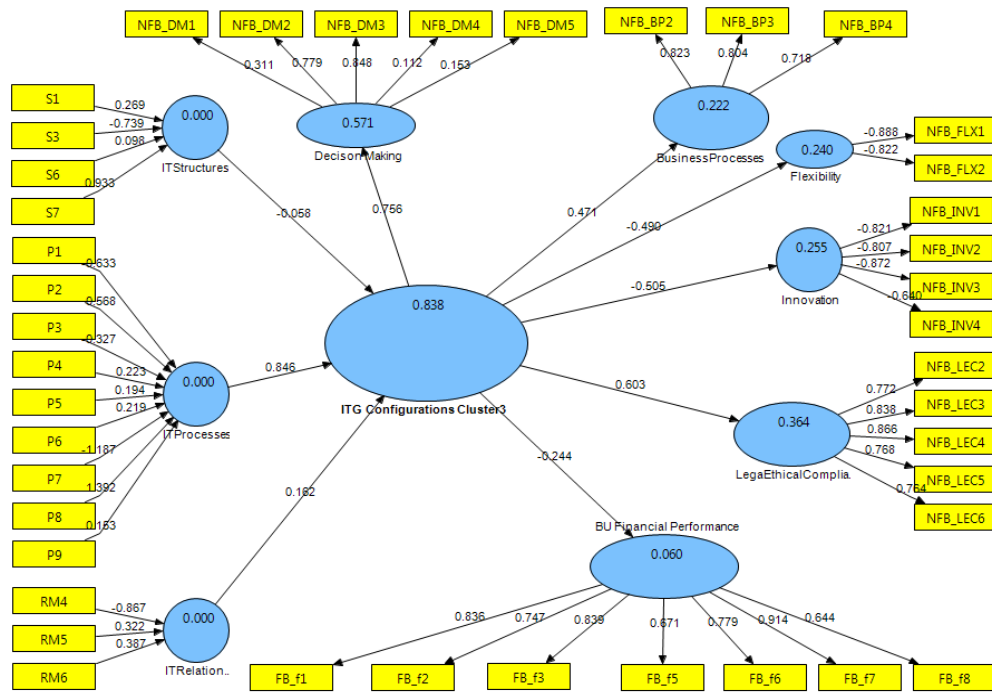 NFB_DM1
NFB_DM2
NFB_DM3
NFB_DM4
NFB_DM5
0.311
0.779
0.848
0.112
0.153
0.571
Decison Making
NFB_BP2
NFB_BP3
NFB_BP4
0.823
0.804
0.718
0.222
BusinessProcesses
NFB_FLX1
NFB_FLX2
-0.888
-0.822
0.240
Flexibility
S1
S3
S6
S7
0.269
-0.739
0.098
0.933
0.000
ITStructures
-0.058
0.756
0.471
-0.490
-0.505
NFB_INV1
NFB_INV2
NFB_INV3
NFB_INV4
-0.821
-0.807
-0.872
-0.640
0.255
Innovation
P1
P2
P3
P4
P5
P6
P7
P8
P9
-0.633
0.568
-0.327
0.223
0.194
0.219
-1.187
1.392
0.153
0.000
ITProcesses
0.846
0.838
ITG Configurations Cluster3
0.603
-0.244
0.162
NFB_LEC2
NFB_LEC3
NFB_LEC4
NFB_LEC5
NFB_LEC6
0.772
0.838
0.866
0.768
0.764
0.364
LegaEthicalComplia.
RM4
RM5
RM6
-0.867
0.322
0.387
0.000
ITRelation..
BU Financial Performance
0.060
0.836
0.747
0.839
0.671
0.779
0.914
0.644
FB_f1
FB_f2
FB_f3
FB_f5
FB_f6
FB_f7
FB_f8